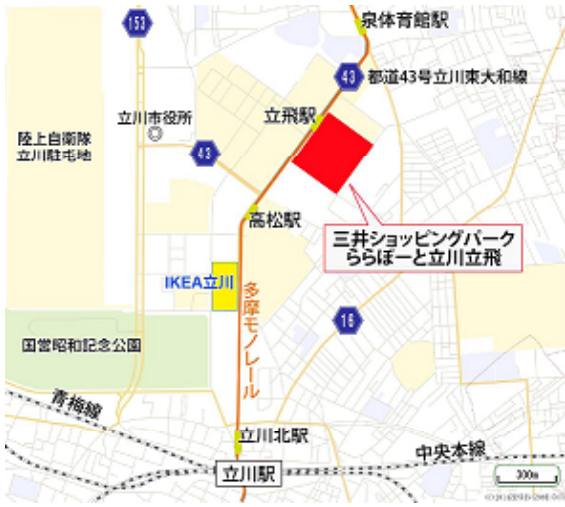 泉体育館駅
153
43
都道43号立川東大和線
立飛駅
立川市役所
43
陸上自衛隊
立川駐屯地
高松駅
三井ショッピングパーク
ららぽーと立川立飛
IKEA立川
多摩モノレール
16
国営昭和記念公園
青梅線
立川北駅
中央本線
立川駅
300m